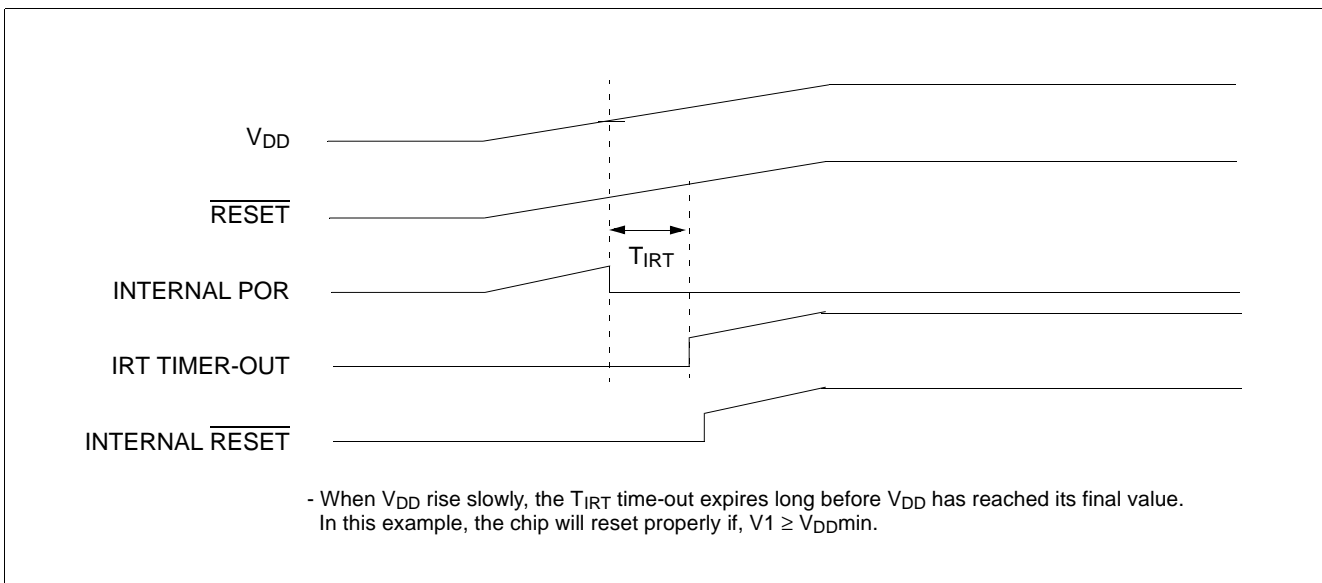 VDD
RESET
TIRT
INTERNAL POR
IRT TIMER-OUT
INTERNAL RESET
- When VDD rise slowly, the TIRT time-out expires long before VDD has reached its final value.
In this example, the chip will reset properly if, V1 ≥ VDDmin.